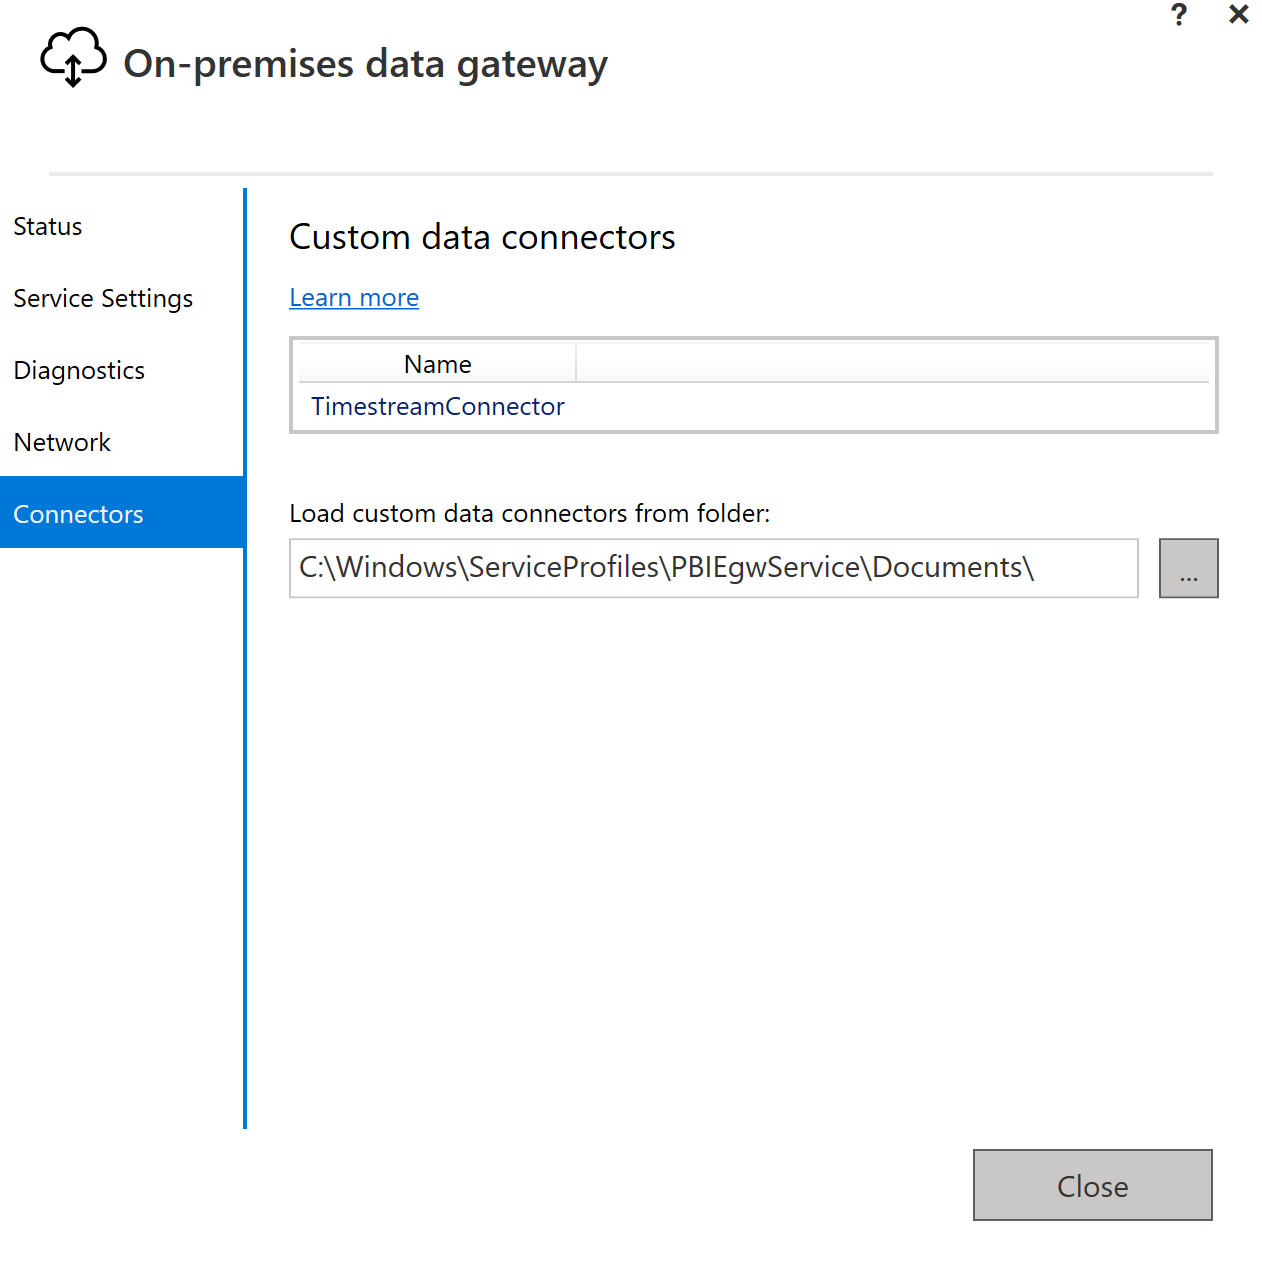 ?
On-premises data gateway
Status
Service Settings
Diagnostics
Network
Connectors
Custom data connectors
Learn more
Name
TimestreamConnector
Load custom data connectors from folder:
C:\Windows\ServiceProfiles\PBIEgwService\Documents\
...
Close